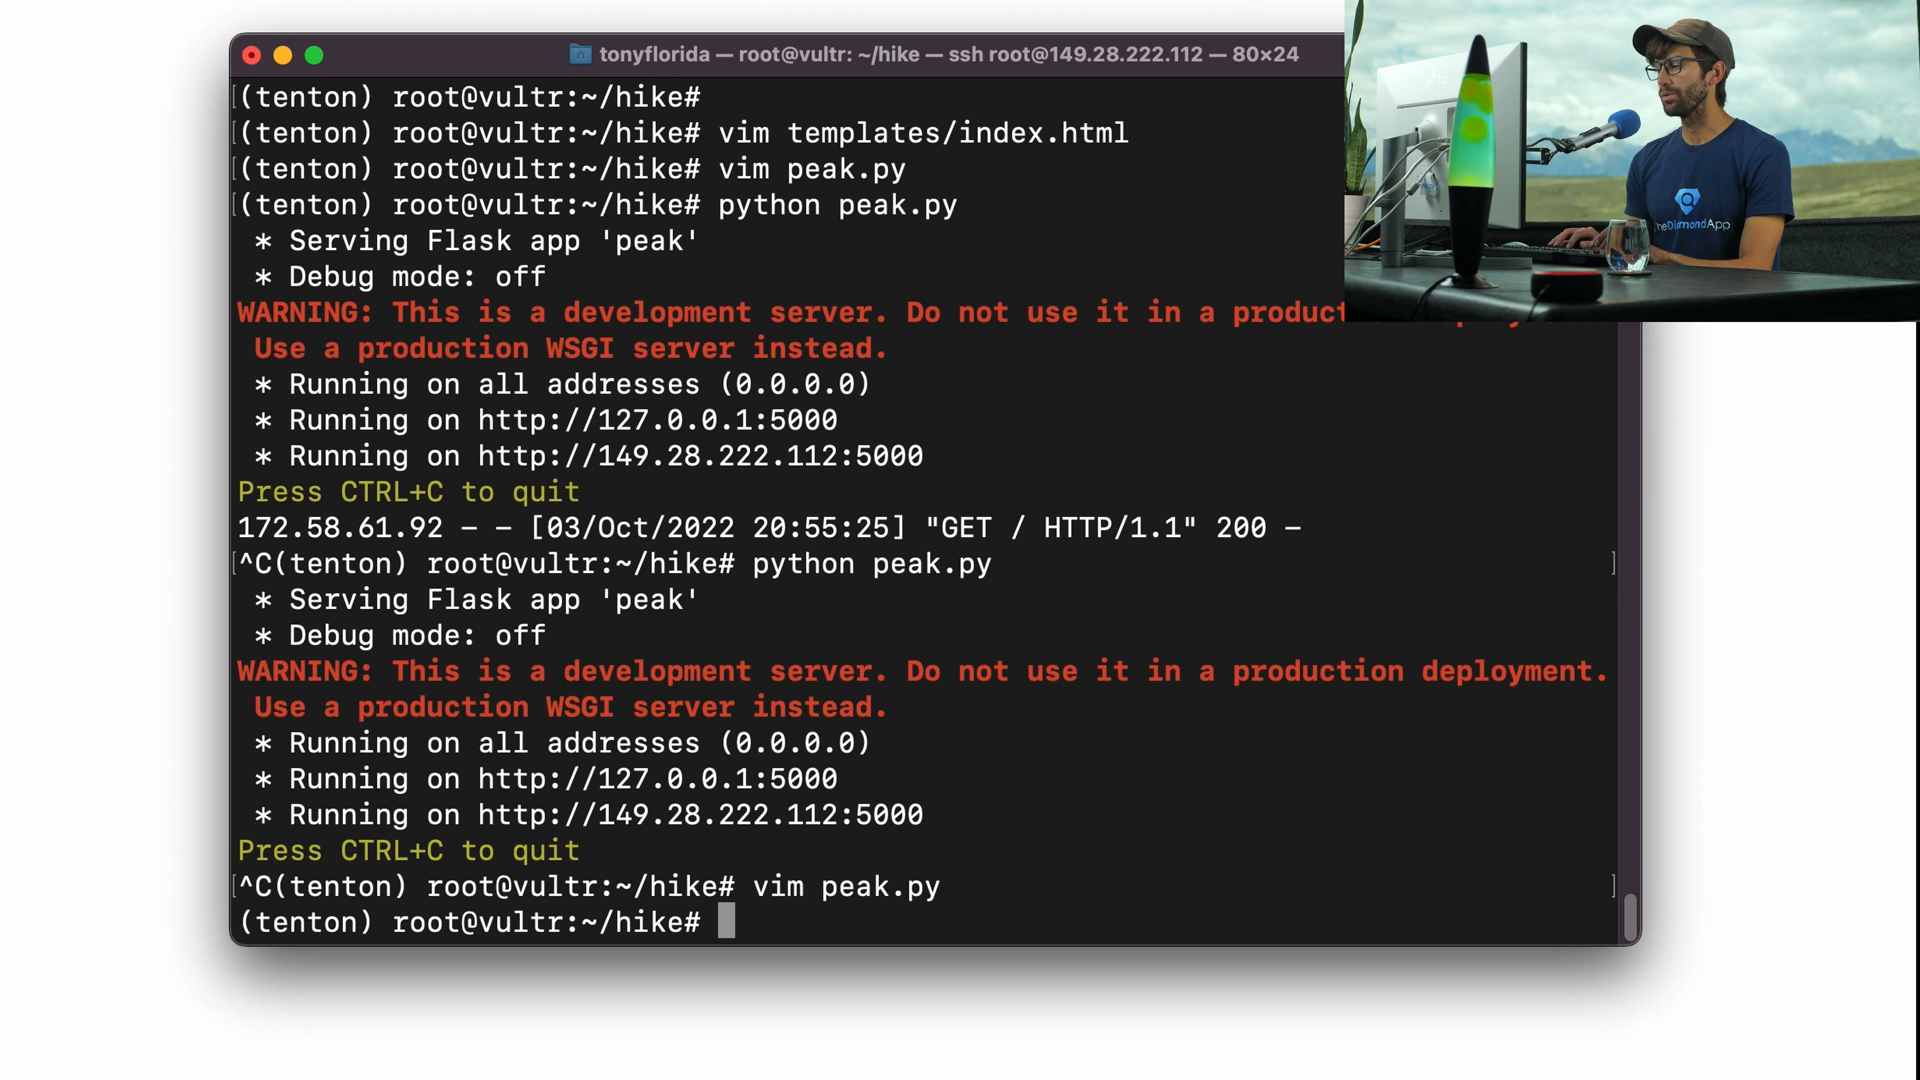 tonyflorida — root@vultr: ~/hike — ssh root@149.28.222.112 — 80×24
[(tenton) root@vultr:~/hike#
[(tenton) root@vultr:~/hike# vim templates/index.html
[(tenton) root@vultr:~/hike# vim peak.py
[(tenton) root@vultr:~/hike# python peak.py
* Serving Flask app 'peak'
* Debug mode: off
WARNING: This is a development server. Do not use it in a
Use a production WSGI server instead.
* Running on all addresses (0.0.0.0)
* Running on http://127.0.0.1:5000
* Running on http://149.28.222.112:5000
Press CTRL+C to quit
172.58.61.92 - - [03/Oct/2022 20:55:25] "GET / HTTP/1.1" 200 -
[^C(tenton) root@vultr:~/hike# python peak.py ]
* Serving Flask app 'peak'
* Debug mode: off
WARNING: This is a development server. Do not use it in a production deployment.
Use a production WSGI server instead.
* Running on all addresses (0.0.0.0)
* Running on http://127.0.0.1:5000
* Running on http://149.28.222.112:5000
Press CTRL+C to quit
[^C(tenton) root@vultr:~/hike# vim peak.py ]
(tenton) root@vultr:~/hike#
heDiamondApp